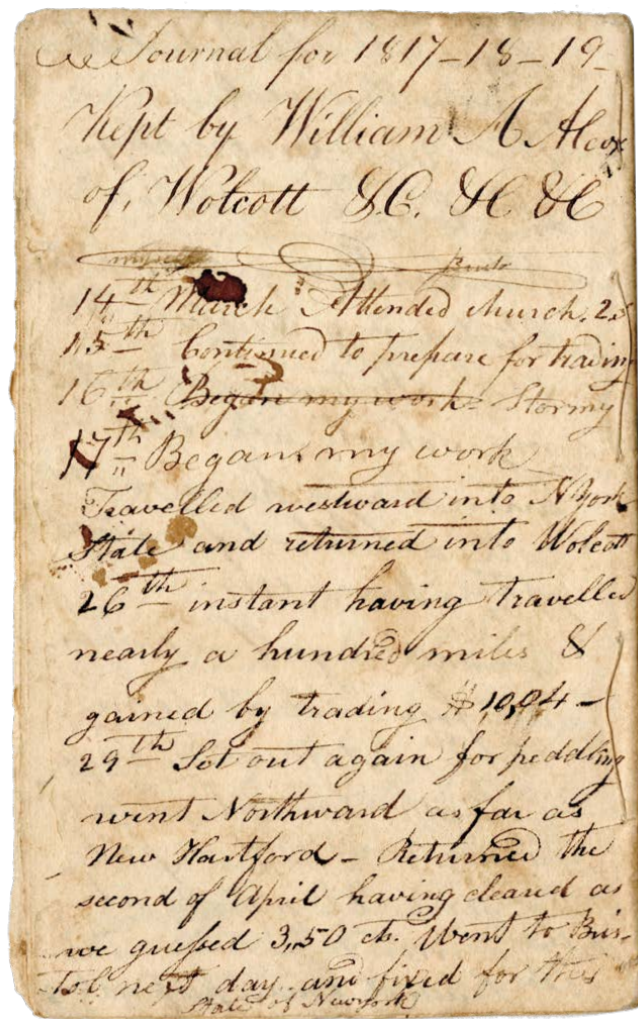 Journal for 1817-18-19-
Kept by William A Alcox
of, Wolcott &C. &C &C
myself
14th March Attended church. 2.
15th Continued to prepare for trading
16th " Began my work - Stormy
17th " Began my work
Travelled westward into N York
State and returned into Wolcott
26th instant having travelled
nearly a hundred miles &
gained by trading $10,04 -
29th Set out again for peddling
went Northward as far as
New Hartford - Returned the
second of April having cleared as
we guessed 3,50 cts. Went to Bris-
tol next day and fixed for the
State of Newyork